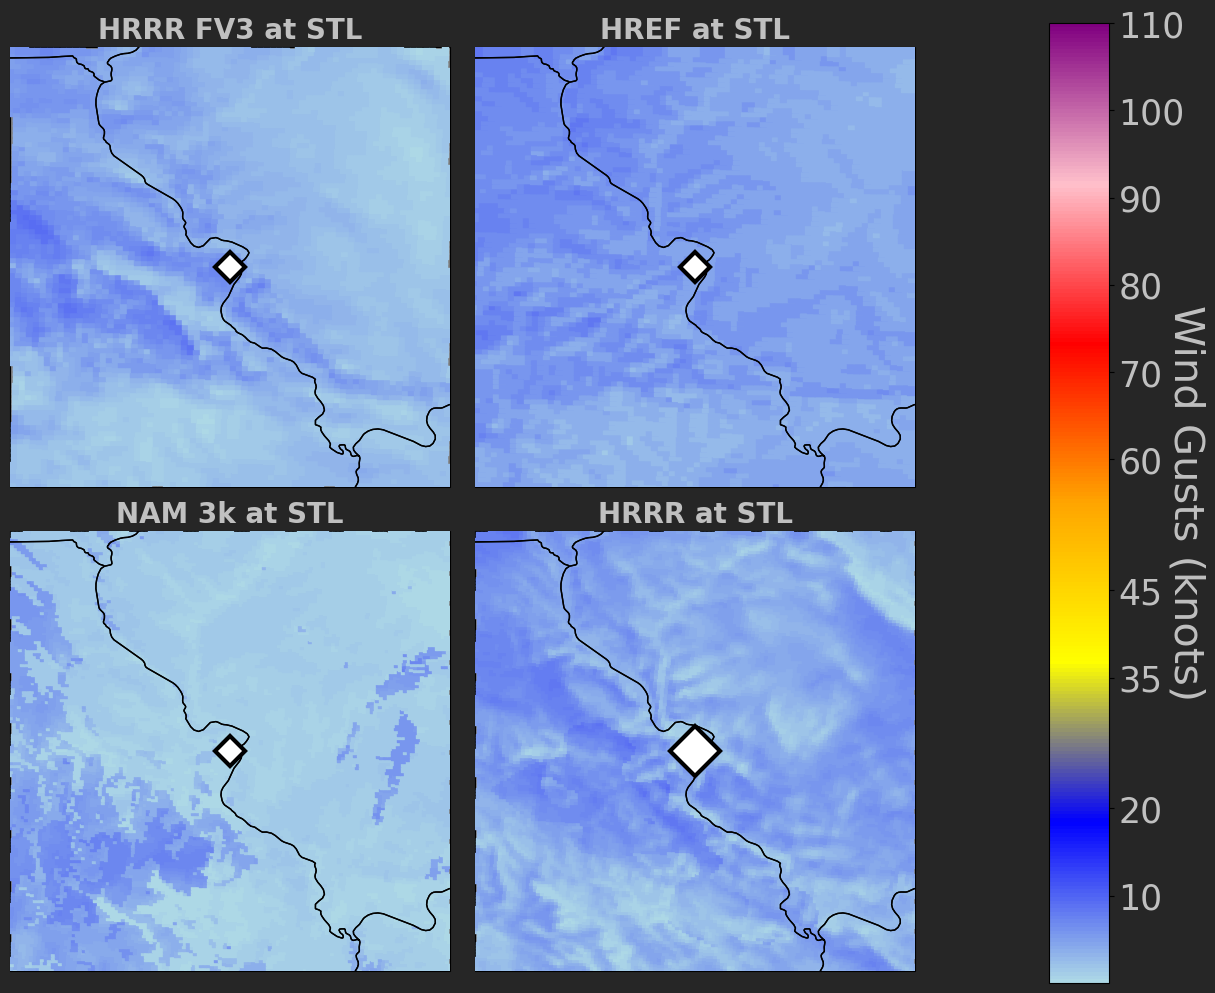 HRRR FV3 at STL
HREF at STL
NAM 3k at STL
HRRR at STL
110
100
90
80
70
60
45
35
20
10
Wind Gusts (knots)